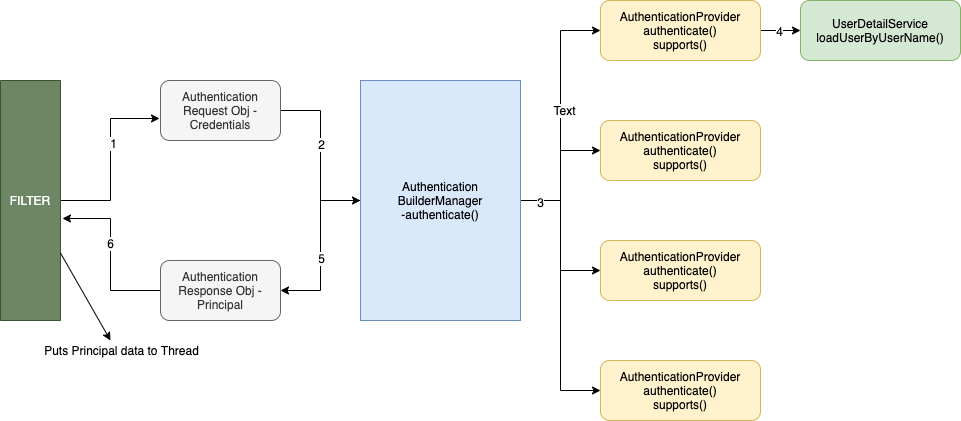 FILTER
1
Authentication
Request Obj -
Credentials
2
6
Authentication
Response Obj -
Principal
5
Puts Principal data to Thread
Authentication
BuilderManager
-authenticate()
3
Text
AuthenticationProvider
authenticate()
supports()
4
UserDetailService
loadUserByUserName()
AuthenticationProvider
authenticate()
supports()
AuthenticationProvider
authenticate()
supports()
AuthenticationProvider
authenticate()
supports()